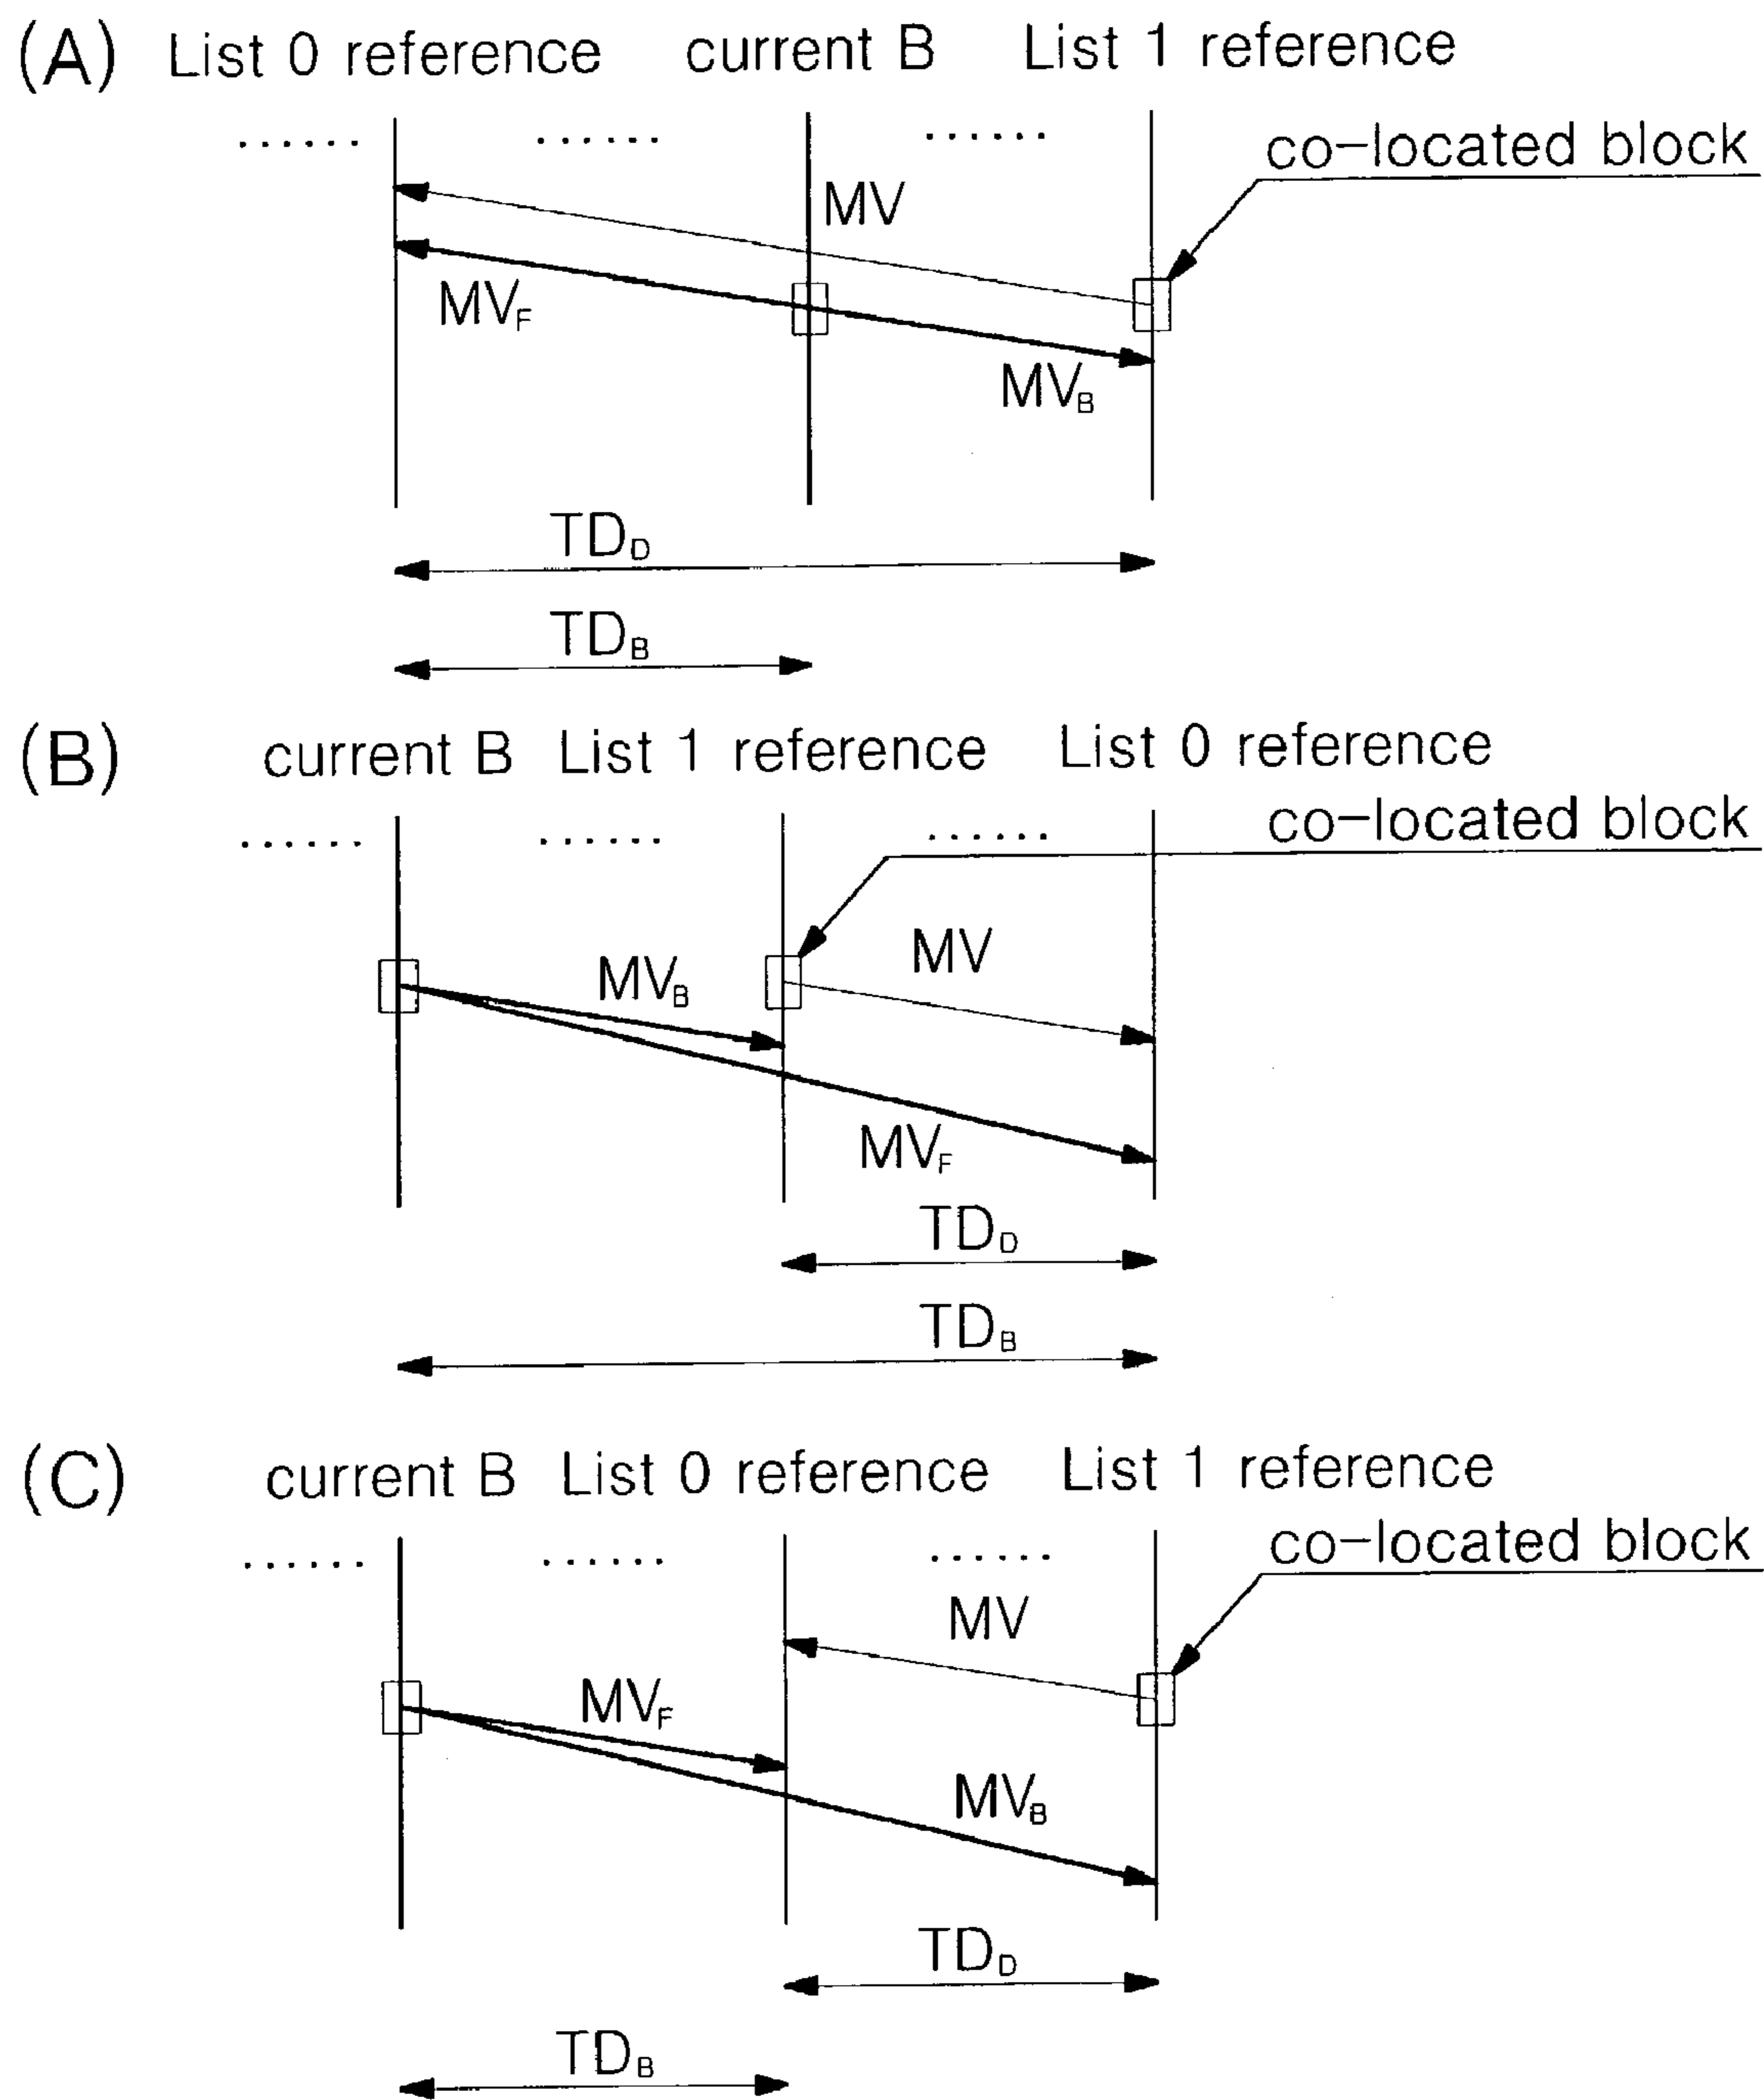 (A) List 0 reference current B List 1 reference
...... ...... ......
co-located block
MV
MVF
MVB
TDD
TDB
(B) current B List 1 reference List 0 reference
co-located block
...... ...... ......
MV
MVB
MVF
TDD
TDB
(C) current B List 0 reference List 1 reference
co-located block
...... ...... ......
MV
MVF
MVB
TDD
TDB